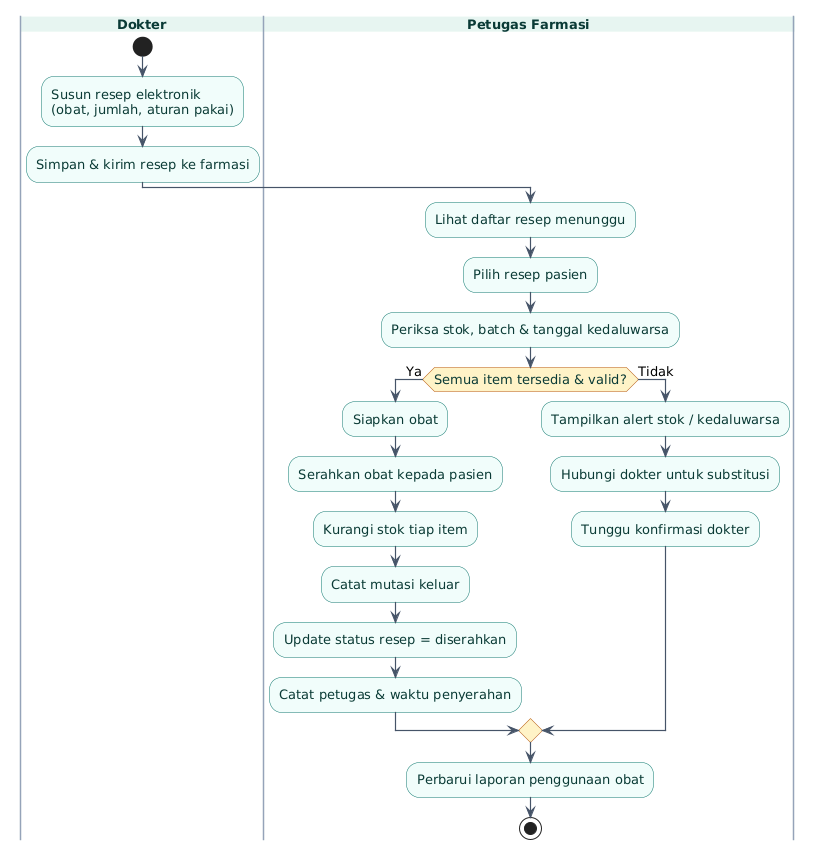 Dokter
Petugas Farmasi
Susun resep elektronik
(obat, jumlah, aturan pakai)
Simpan & kirim resep ke farmasi
Lihat daftar resep menunggu
Pilih resep pasien
Periksa stok, batch & tanggal kedaluwarsa
Semua item tersedia & valid?
Ya
Tidak
Siapkan obat
Serahkan obat kepada pasien
Kurangi stok tiap item
Catat mutasi keluar
Update status resep = diserahkan
Catat petugas & waktu penyerahan
Tampilkan alert stok / kedaluwarsa
Hubungi dokter untuk substitusi
Tunggu konfirmasi dokter
Perbarui laporan penggunaan obat